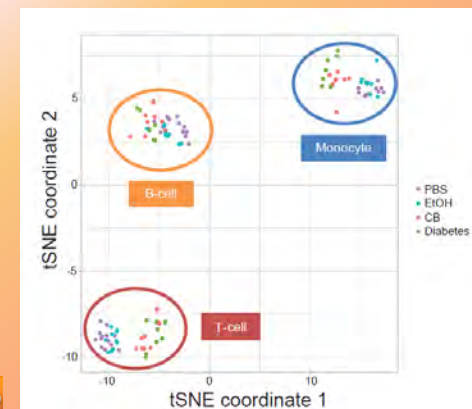 tSNE coordinate 2
5
0
-5
-10
Monocyte
B-cell
T-cell
PBS
EtOH
CB
Diabetes
-10
0
10
tSNE coordinate 1